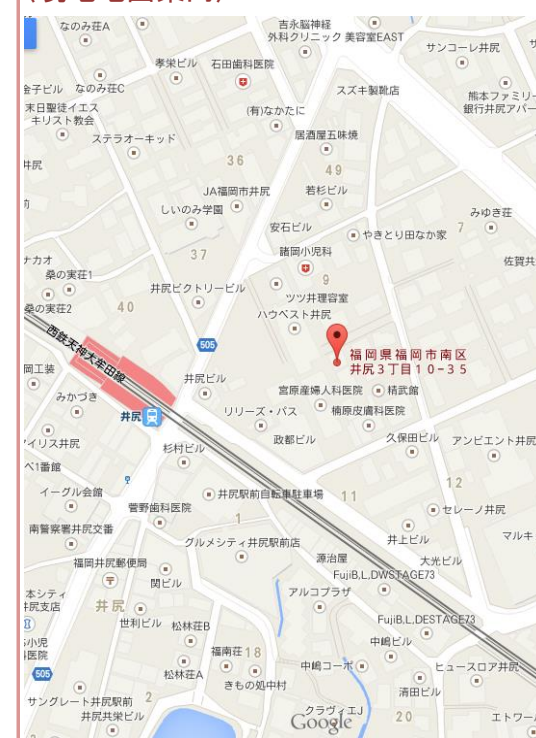 なのみ荘A
吉永脳神経
外科クリニック
美容室EAST
サンコーレ井尻
孝栄ビル
石田歯科医院
金子ビル
なのみ荘C
スズキ製靴店
熊本ファミリー
銀行井尻アパー
末日聖徒イエス
キリスト教会
(有)なかたに
ステラオーキッド
居酒屋五味焼
井尻
36
49
JA福岡市井尻
若杉ビル
しいのみ学園
みゆき荘
安石ビル
やきとり田なか家
7
37
諸岡小児科
佐賀共
ナカオ
桑の実荘1
9
井尻ビクトリービル
ツツ井理容室
桑の実荘2
40
ハウベスト井尻
西鉄天神大牟田線
505
福岡県福岡市南区
井尻3丁目10-35
岡工装
井尻ビル
宮原産婦人科医院
精武館
みかづき
井尻
リリーズ・バス
楠原皮膚科医院
アイリス井尻
杉村ビル
政都ビル
久保田ビル
アンピエント井尻
ペ1番館
イーグル会館
井尻駅前自転車駐車場
11
12
菅野歯科医院
セレーノ井尻
南警察署井尻交番
1
グルメシティ井尻駅前店
井上ビル
マルキ
福岡井尻郵便局
源治屋
大光ビル
関ビル
FujiB,L,DWSTAGE73
本シティ
井尻支店
アルコプラザ
井尻
世利ビル
松林荘B
FujiB,L,DESTAGE73
小児
医院
中嶋ビル
福南荘
18
505
松林荘A
中嶋コーポ
ヒュースロア井尻
きもの処中村
清田ビル
サングレート井尻駅前
2
井尻共栄ビル
クラヴィエJ
Google
20
エトワー